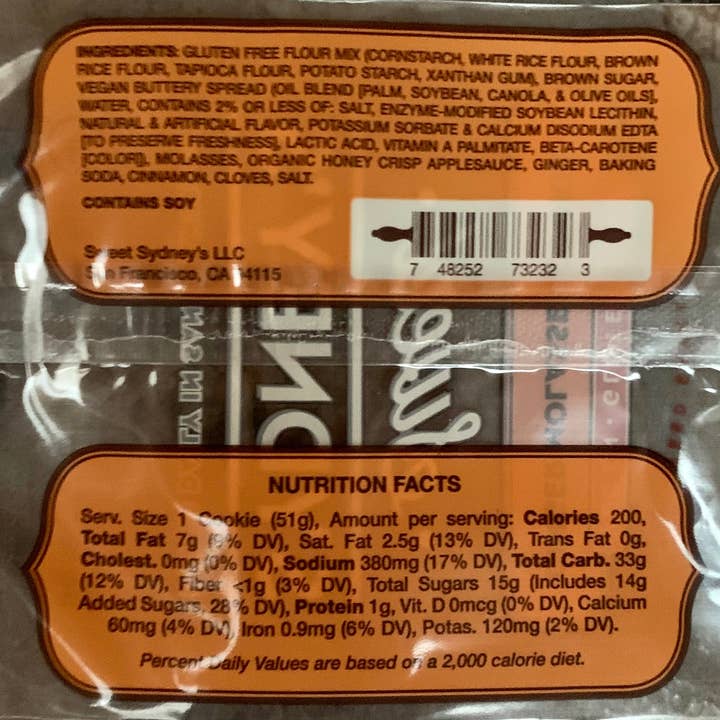 INGREDIENTS: GLUTEN FREE FLOUR MIX (CORNSTARCH, WHITE RICE FLOUR, BROWN
RICE FLOUR, TAPIOCA FLOUR, POTATO STARCH, XANTHAN GUM), BROWN SUGAR,
VEGAN BUTTERY SPREAD (OIL BLEND [PALM, SOYBEAN, CANOLA, & OLIVE OILS],
WATER, CONTAINS 2% OR LESS OF: SALT, ENZYME-MODIFIED SOYBEAN LECITHIN,
NATURAL & ARTIFICIAL FLAVOR, POTASSIUM SORBATE & CALCIUM DISODIUM EDTA
[TO PRESERVE FRESHNESS], LACTIC ACID, VITAMIN A PALMITATE, BETA-CAROTENE
[COLOR]), MOLASSES, ORGANIC HONEY CRISP APPLESAUCE, GINGER, BAKING
SODA, CINNAMON, CLOVES, SALT.
CONTAINS SOY
Sweet Sydney's LLC
San Francisco, CA 94115
7 48252 73232 3
NUTRITION FACTS
Serv. Size 1 Cookie (51g), Amount per serving: Calories 200,
Total Fat 7g (9% DV), Sat. Fat 2.5g (13% DV), Trans Fat 0g,
Cholest. 0mg (0% DV), Sodium 380mg (17% DV), Total Carb. 33g
(12% DV), Fiber <1g (3% DV), Total Sugars 15g (Includes 14g
Added Sugars, 28% DV), Protein 1g, Vit. D 0mcg (0% DV), Calcium
60mg (4% DV), Iron 0.9mg (6% DV), Potas. 120mg (2% DV).
Percent Daily Values are based on a 2,000 calorie diet.